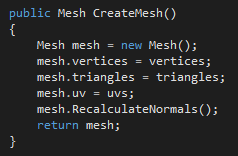 public Mesh CreateMesh()
{
    Mesh mesh = new Mesh();
    mesh.vertices = vertices;
    mesh.triangles = triangles;
    mesh.uv = uvs;
    mesh.RecalculateNormals();
    return mesh;
}